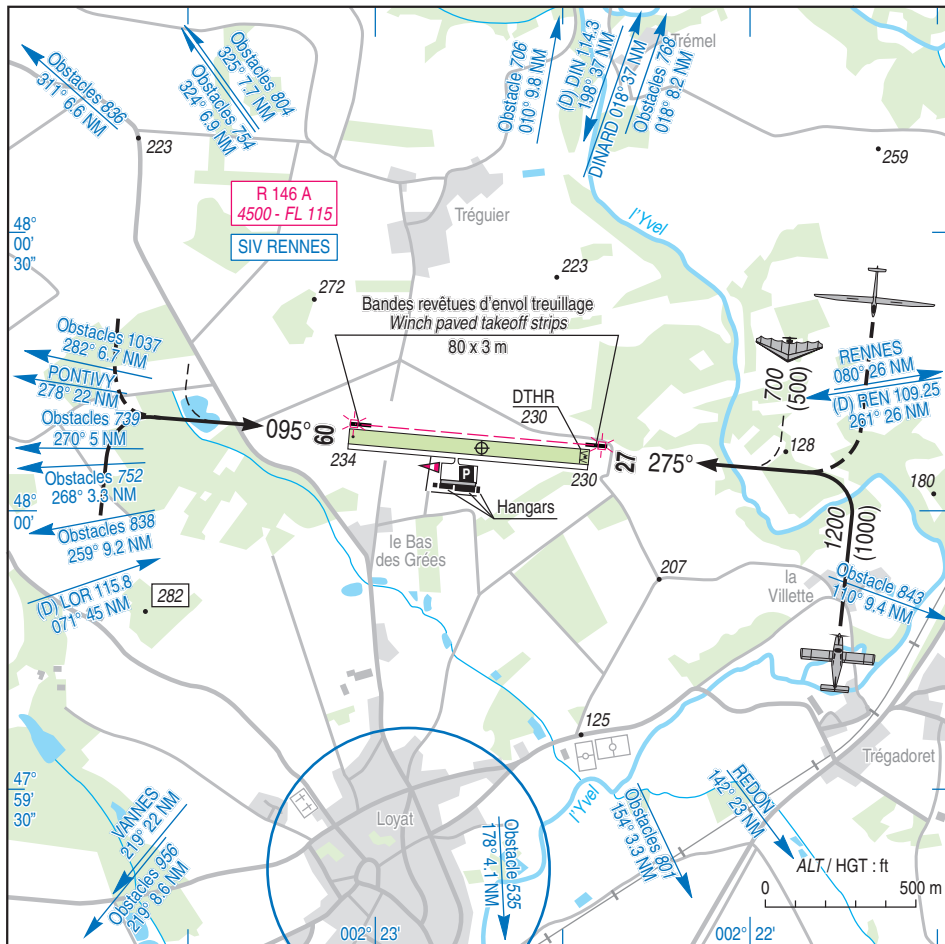 Obstacles 836
311° 6.6 NM
Obstacles 804
325° 7.7 NM
Obstacles 754
324° 6.9 NM
Obstacle 706
010° 9.8 NM
(D) DIN 114.3
198° 37 NM
DINARD 018° 37 NM
Obstacles 768
018° 8.2 NM
Trémel
223
259
R 146 A
4500 - FL 115
SIV RENNES
Tréguier
l'Yvel
48°
00'
30"
272
223
Bandes revêtues d'envol treuillage
Winch paved takeoff strips
80 x 3 m
Obstacles 1037
282° 6.7 NM
PONTIVY
278° 22 NM
Obstacles 739
270° 5 NM
Obstacles 752
268° 3.3 NM
Obstacles 838
259° 9.2 NM
(D) LOR 115.8
071° 45 NM
282
48°
00'
095°
09
234
DTHR
230
230
27
275°
P
Hangars
700
(500)
RENNES
080° 26 NM
(D) REN 109.25
261° 26 NM
128
180
1200
(1000)
le Bas
des Grées
207
la
Villette
Obstacle 843
110° 9.4 NM
125
Trégadoret
47°
59'
30"
VANNES
219° 22 NM
Obstacles 956
219° 8.6 NM
Loyat
Obstacle 535
178° 4.1 NM
l'Yvel
Obstacles 801
154° 3.3 NM
REDON
142° 23 NM
ALT / HGT : ft
0
500 m
002° 23'
002° 22'